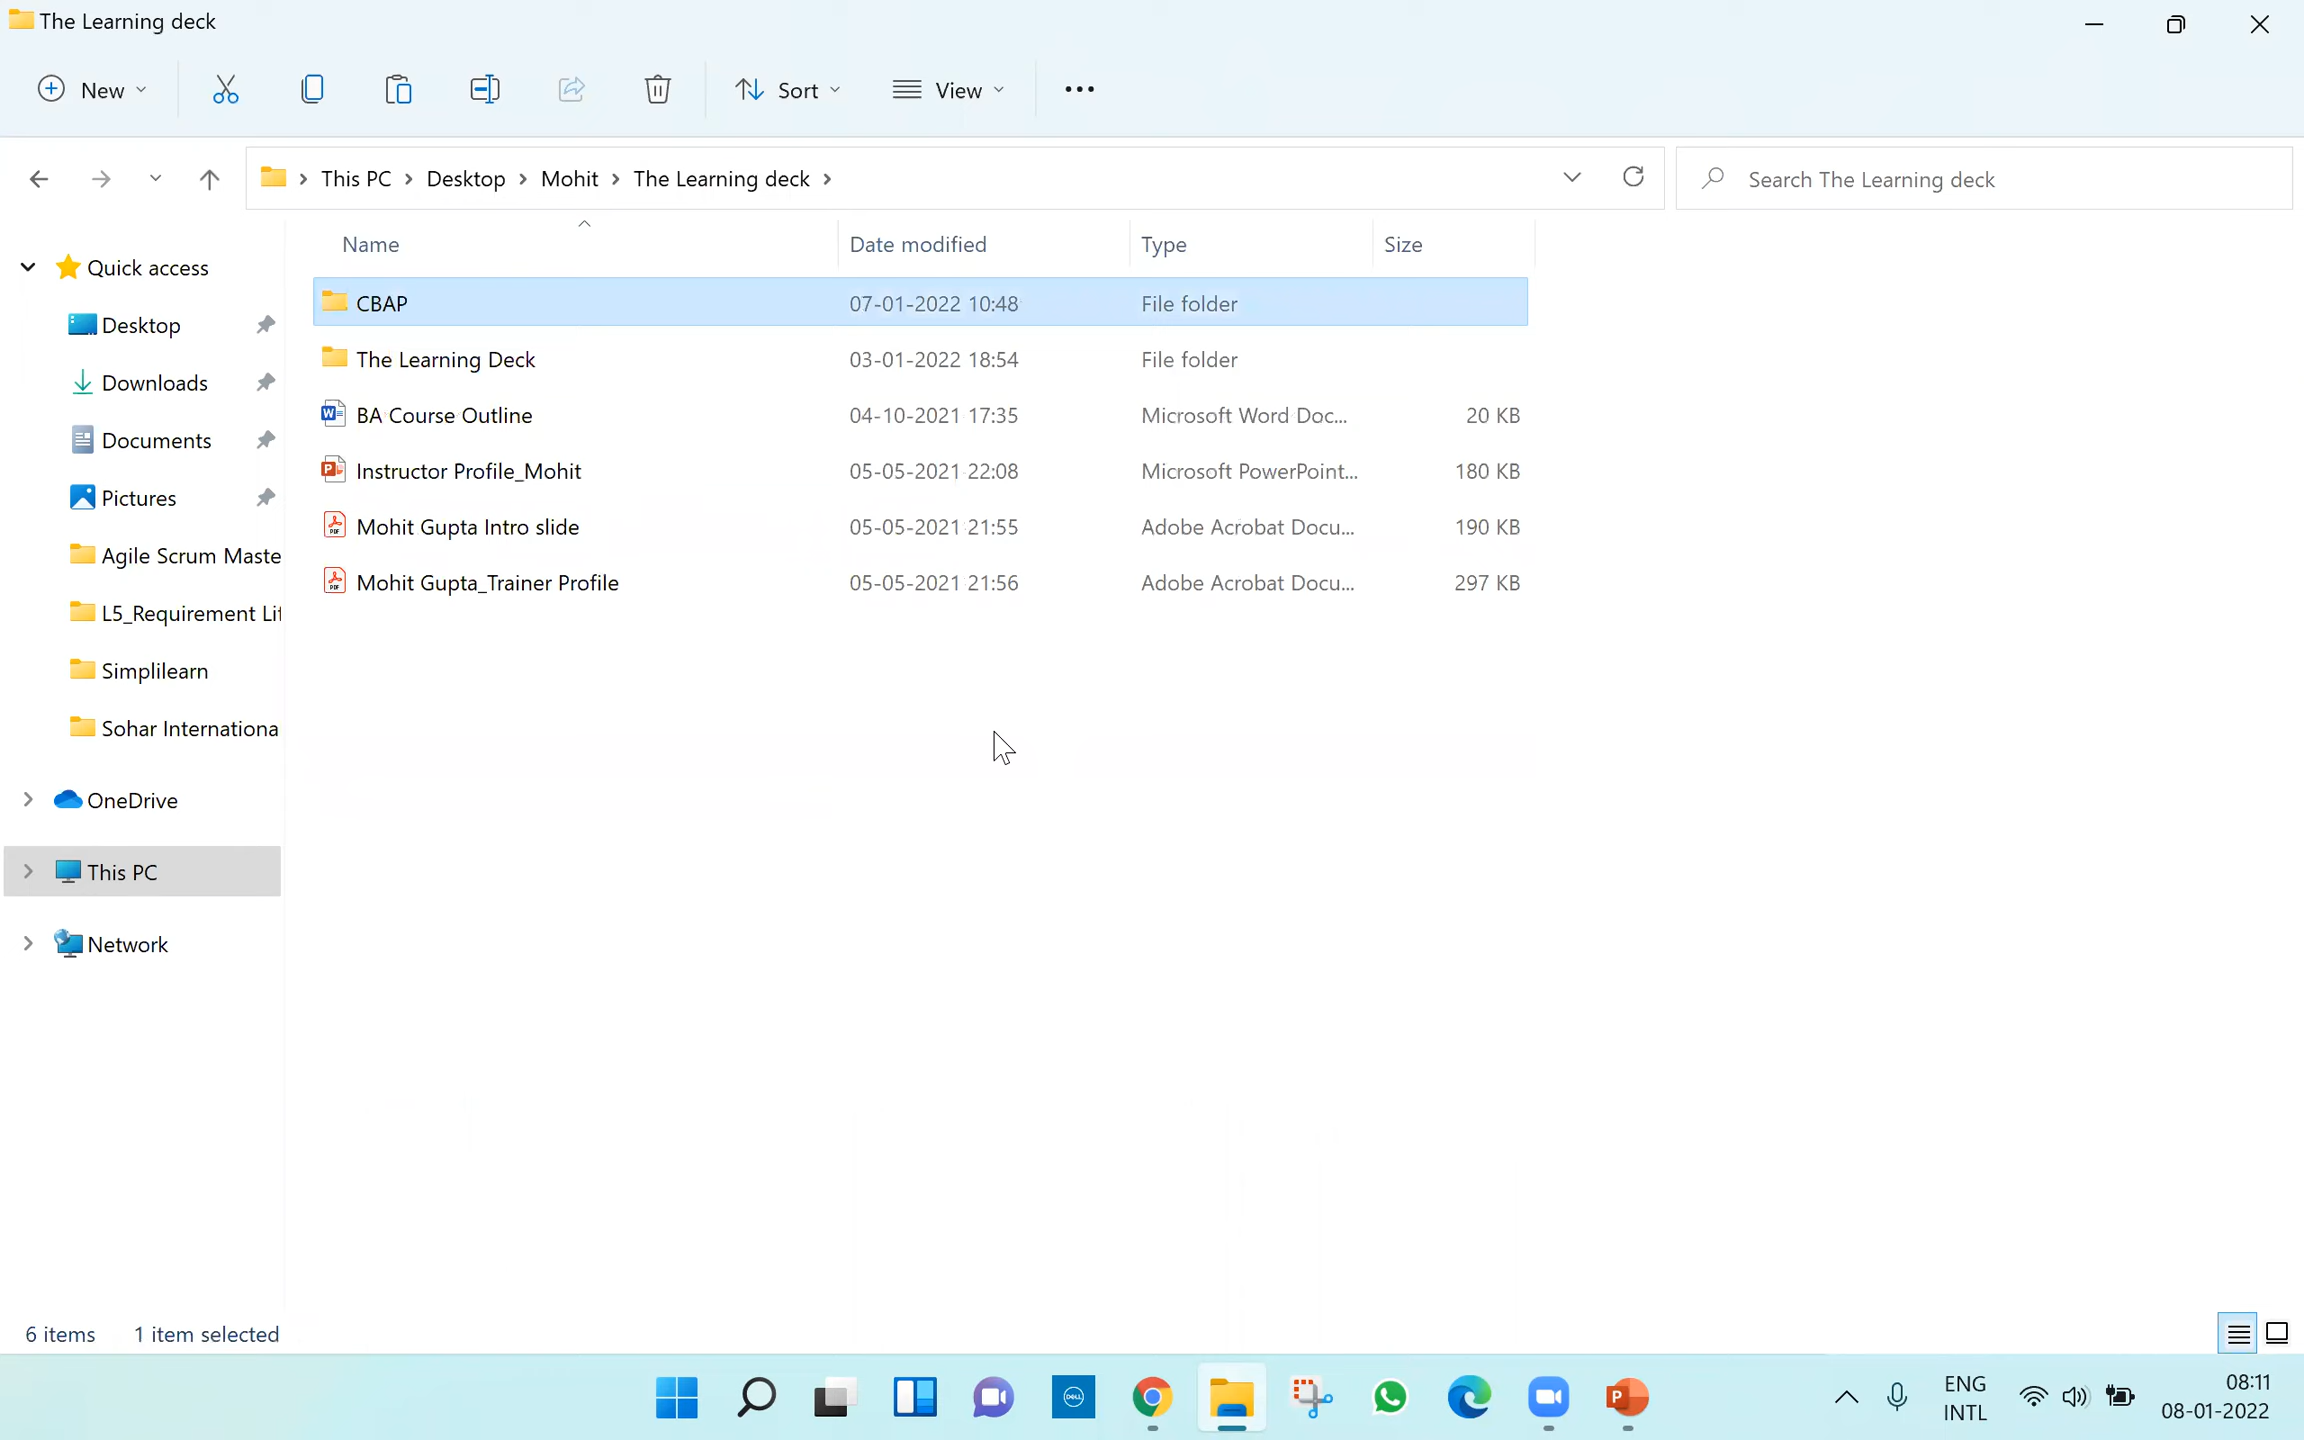 The Learning deck
New
Sort
View
This PC
Desktop
Mohit
The Learning deck
Search The Learning deck
Name
Date modified
Type
Size
Quick access
Desktop
Downloads
Documents
Pictures
Agile Scrum Maste
L5_Requirement Lif
Simplilearn
Sohar Internationa
OneDrive
This PC
Network
CBAP 07-01-2022 10:48 File folder
The Learning Deck 03-01-2022 18:54 File folder
BA Course Outline 04-10-2021 17:35 Microsoft Word Doc... 20 KB
Instructor Profile_Mohit 05-05-2021 22:08 Microsoft PowerPoint... 180 KB
Mohit Gupta Intro slide 05-05-2021 21:55 Adobe Acrobat Docu... 190 KB
Mohit Gupta_Trainer Profile 05-05-2021 21:56 Adobe Acrobat Docu... 297 KB
6 items 1 item selected
DELL
ENG
INTL
08:11
08-01-2022